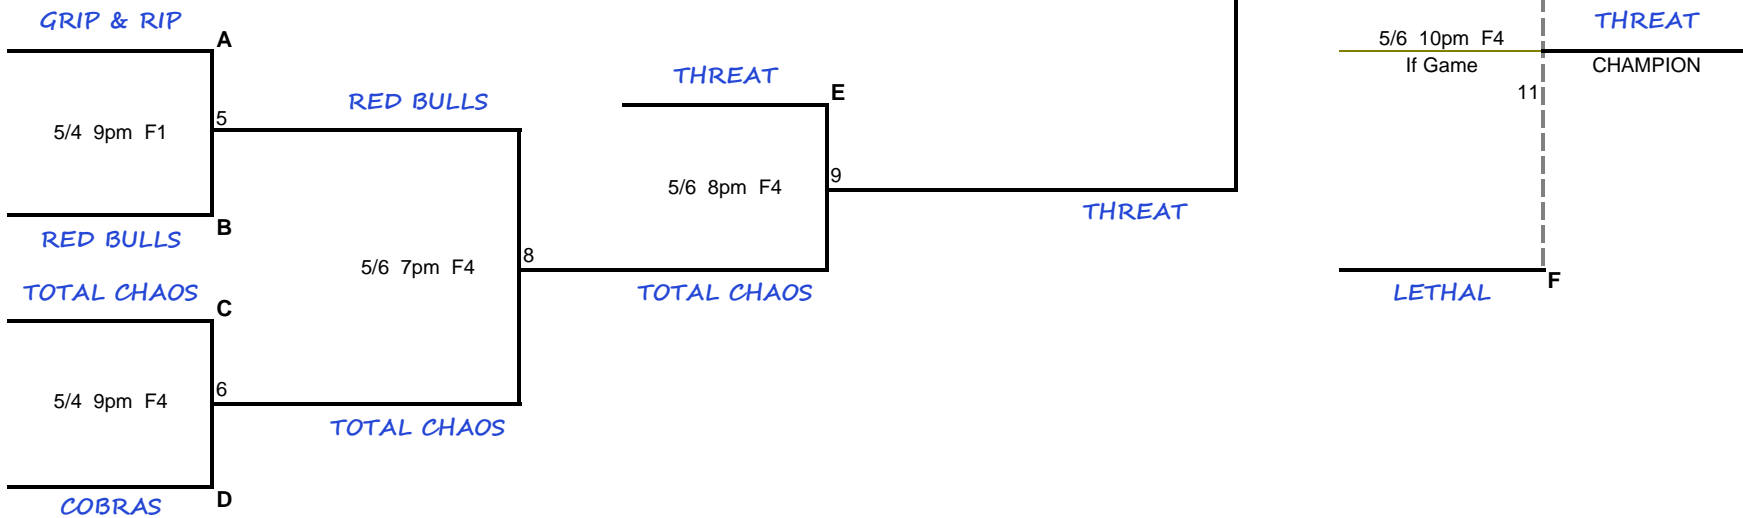 GRIP & RIP
A
5/4 9pm F1
5
B
RED BULLS
TOTAL CHAOS
C
5/4 9pm F4
6
D
COBRAS
RED BULLS
5/6 7pm F4
8
TOTAL CHAOS
THREAT
E
5/6 8pm F4
9
TOTAL CHAOS
THREAT
5/6 10pm F4
If Game
11
LETHAL
F
THREAT
CHAMPION